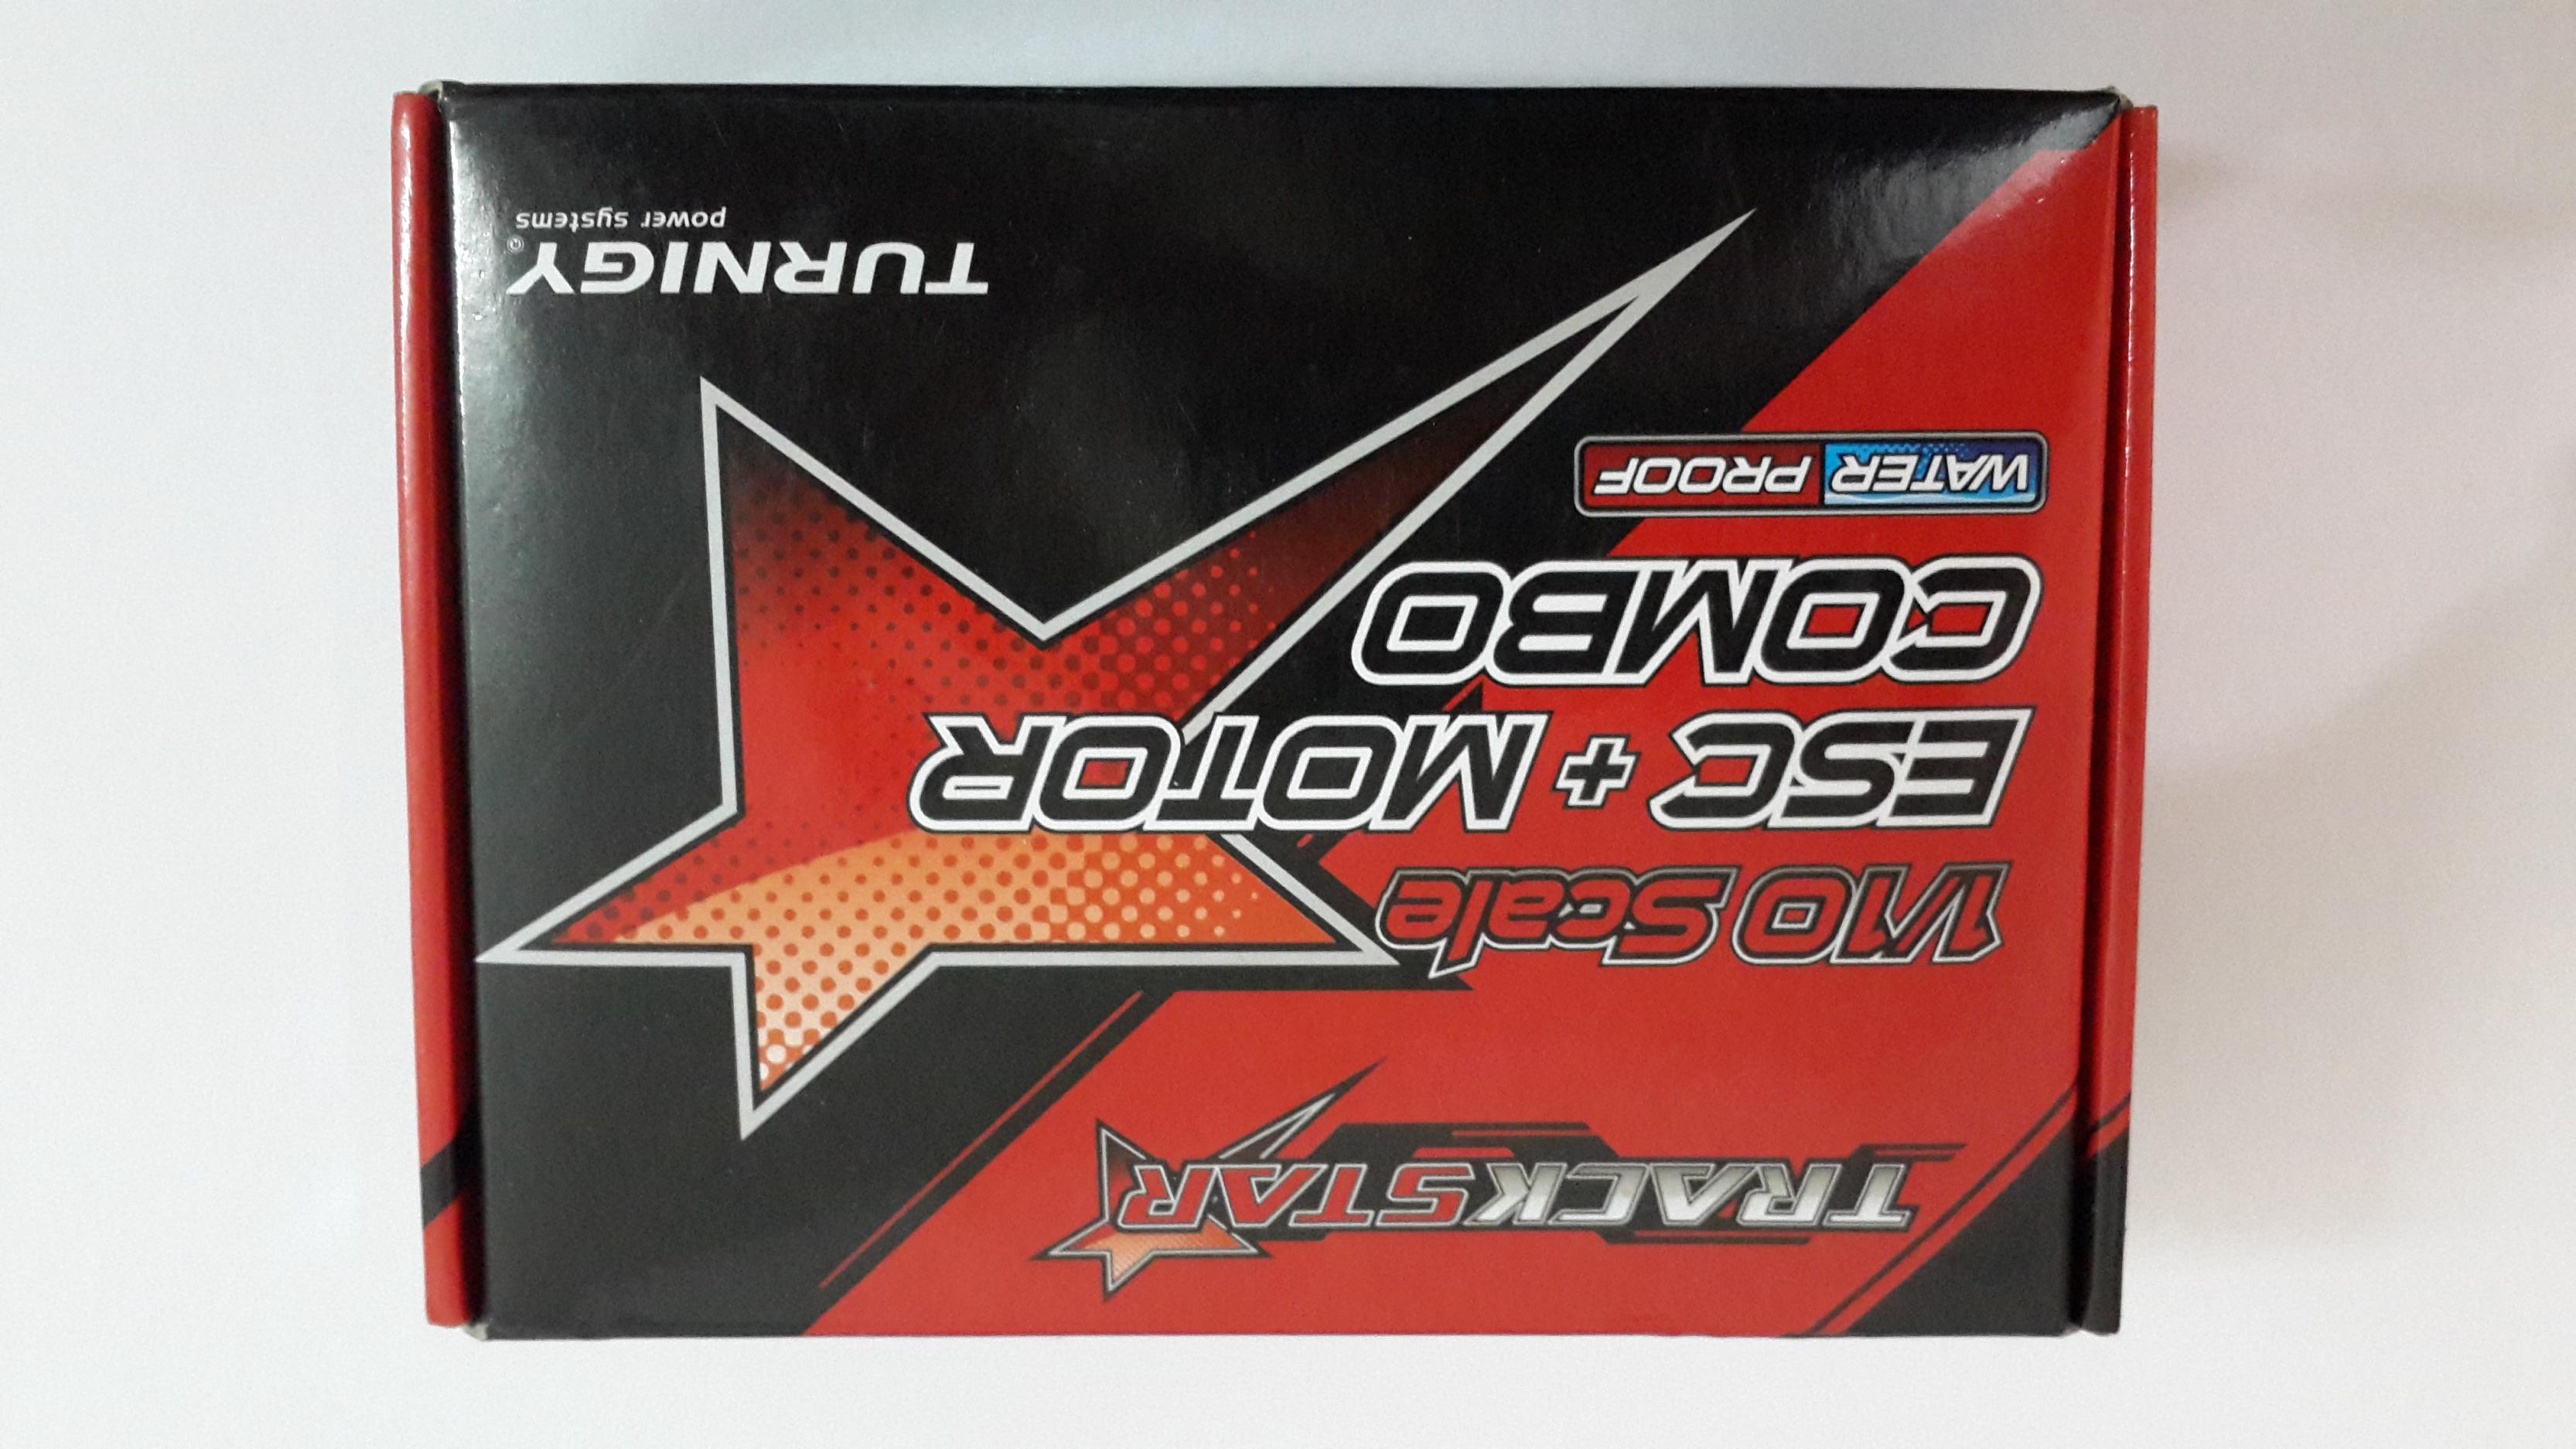 TRACKSTAR
1/10 Scale
ESC + MOTOR
COMBO
WATER PROOF
TURNIGY®
power systems